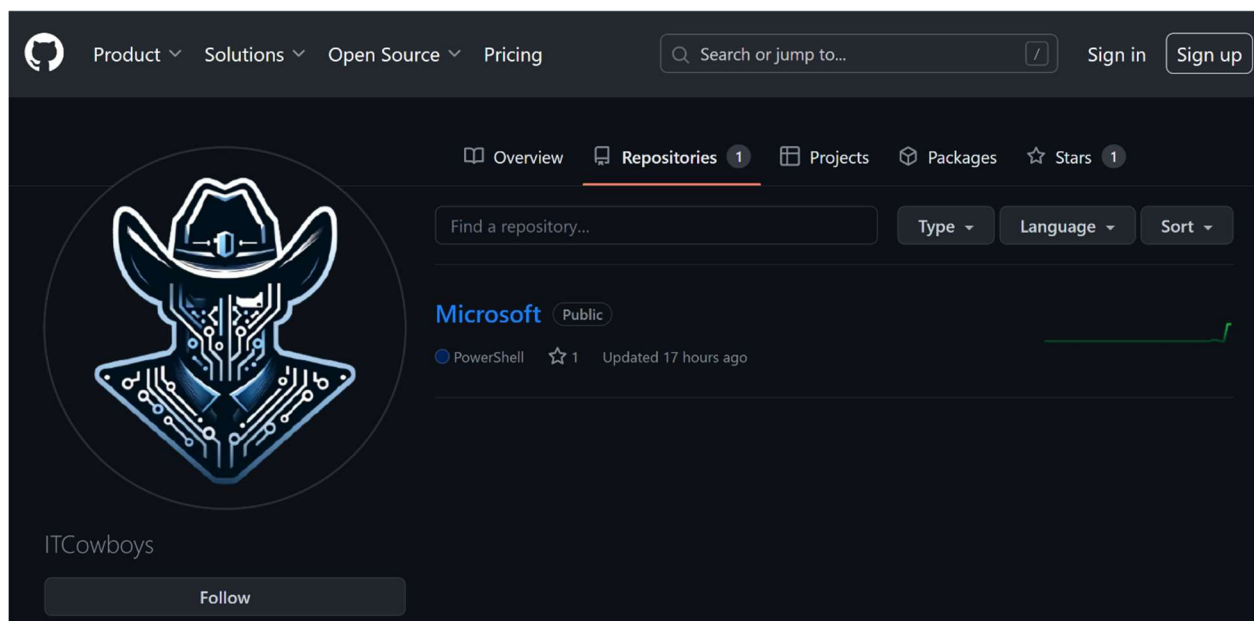 Product Solutions Open Source Pricing Search or jump to... / Sign in Sign up
Overview Repositories 1 Projects Packages Stars 1
Find a repository... Type Language Sort
Microsoft Public
PowerShell 1 Updated 17 hours ago
ITCowboys
Follow